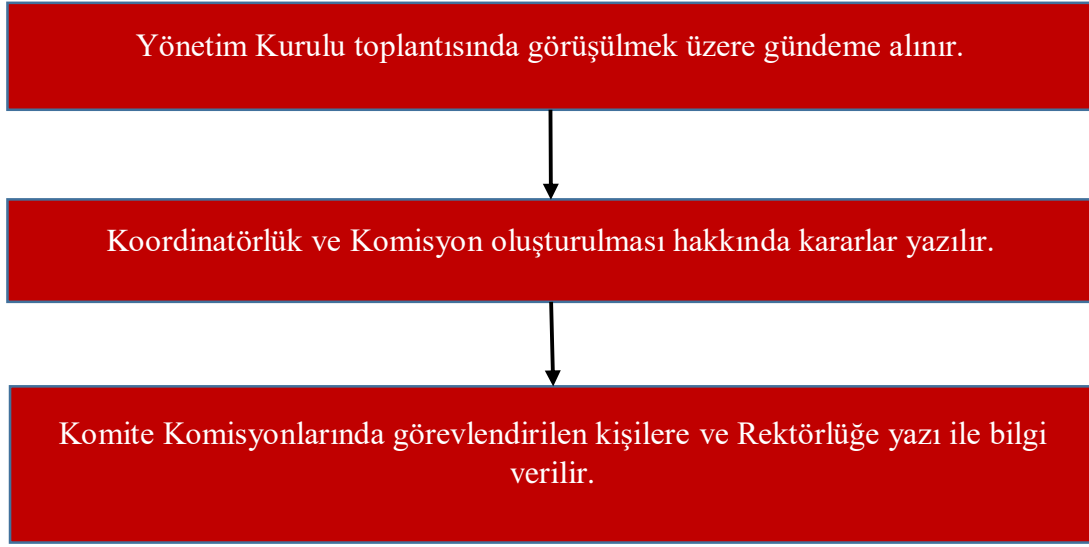 Yönetim Kurulu toplantısında görüşülmek üzere gündeme alınır.
Koordinatörlük ve Komisyon oluşturulması hakkında kararlar yazılır.
Komite Komisyonlarında görevlendirilen kişilere ve Rektörlüğe yazı ile bilgi
verilir.